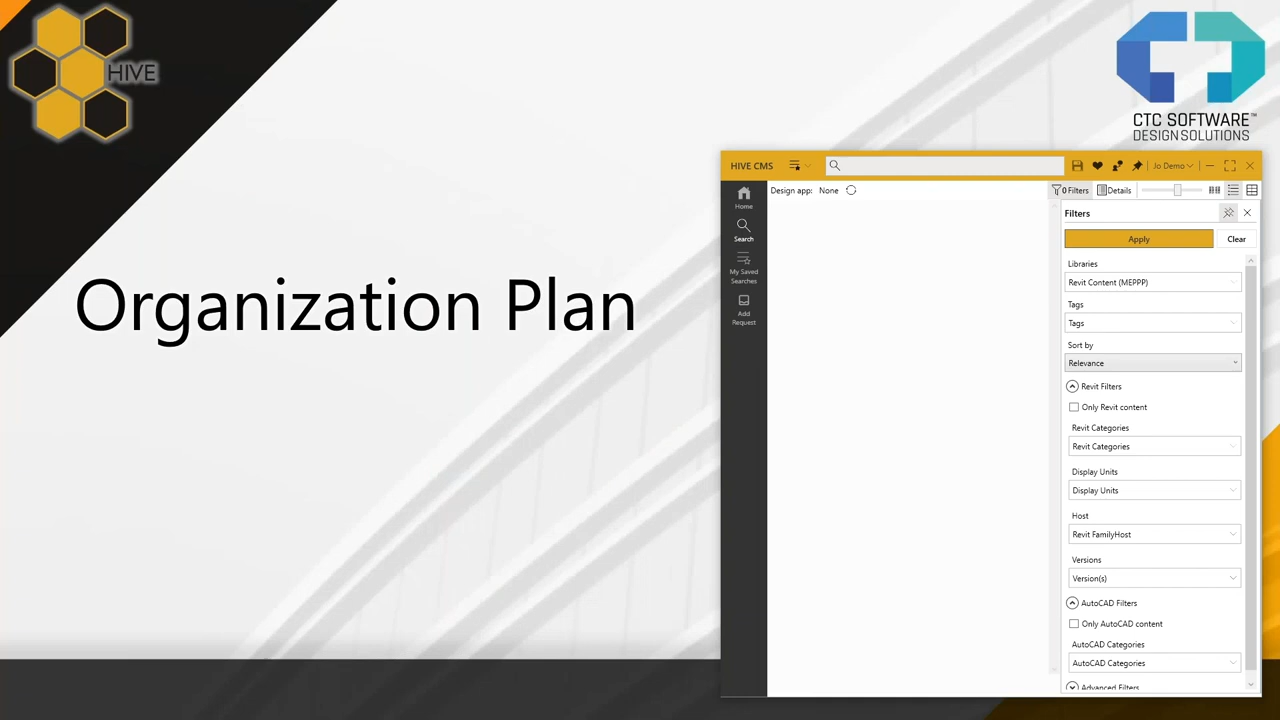 HIVE
CTC SOFTWARE™
DESIGN SOLUTIONS
Organization Plan
HIVE CMS
Jo Demo
Home
Search
My Saved
Searches
Add
Request
Design app: None
0 Filters
Details
Filters
Apply
Clear
Libraries
Revit Content (MEPPP)
Tags
Tags
Sort by
Relevance
Revit Filters
Only Revit content
Revit Categories
Revit Categories
Display Units
Display Units
Host
Revit FamilyHost
Versions
Version(s)
AutoCAD Filters
Only AutoCAD content
AutoCAD Categories
AutoCAD Categories
Advanced Filters